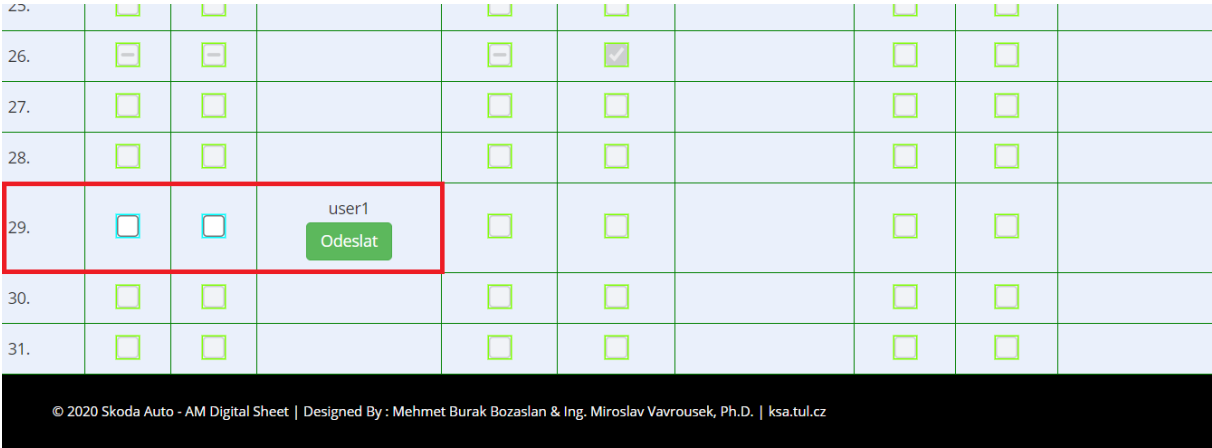 25.
26.
27.
28.
29.
user1
Odeslat
30.
31.
© 2020 Skoda Auto - AM Digital Sheet | Designed By : Mehmet Burak Bozaslan & Ing. Miroslav Vavrousek, Ph.D. | ksa.tul.cz